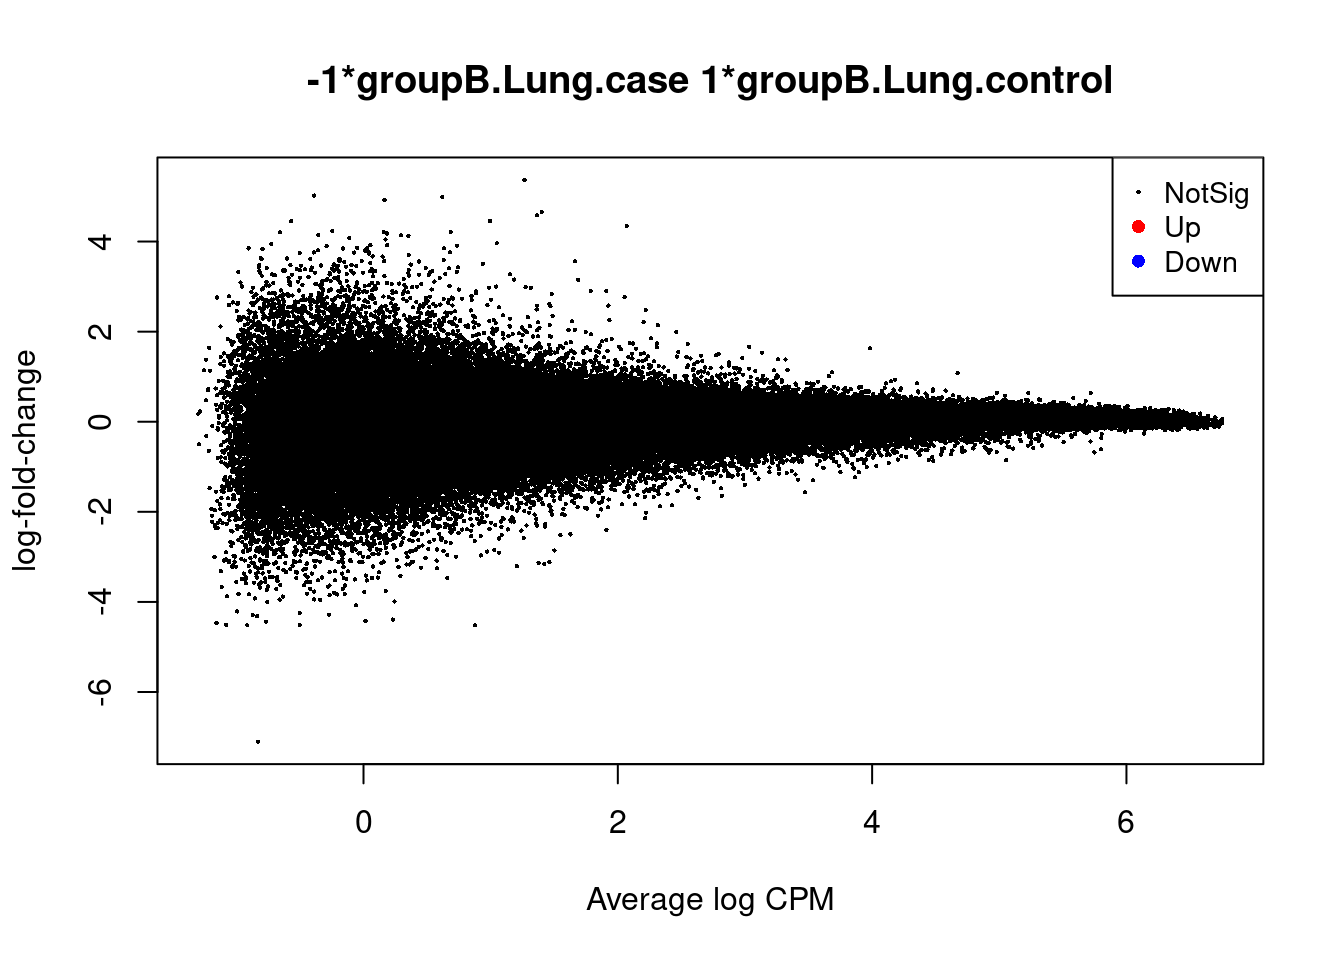 -1*groupB.Lung.case 1*groupB.Lung.control
NotSig
Up
Down
4
2
0
-2
-4
-6
log-fold-change
0 2 4 6
Average log CPM